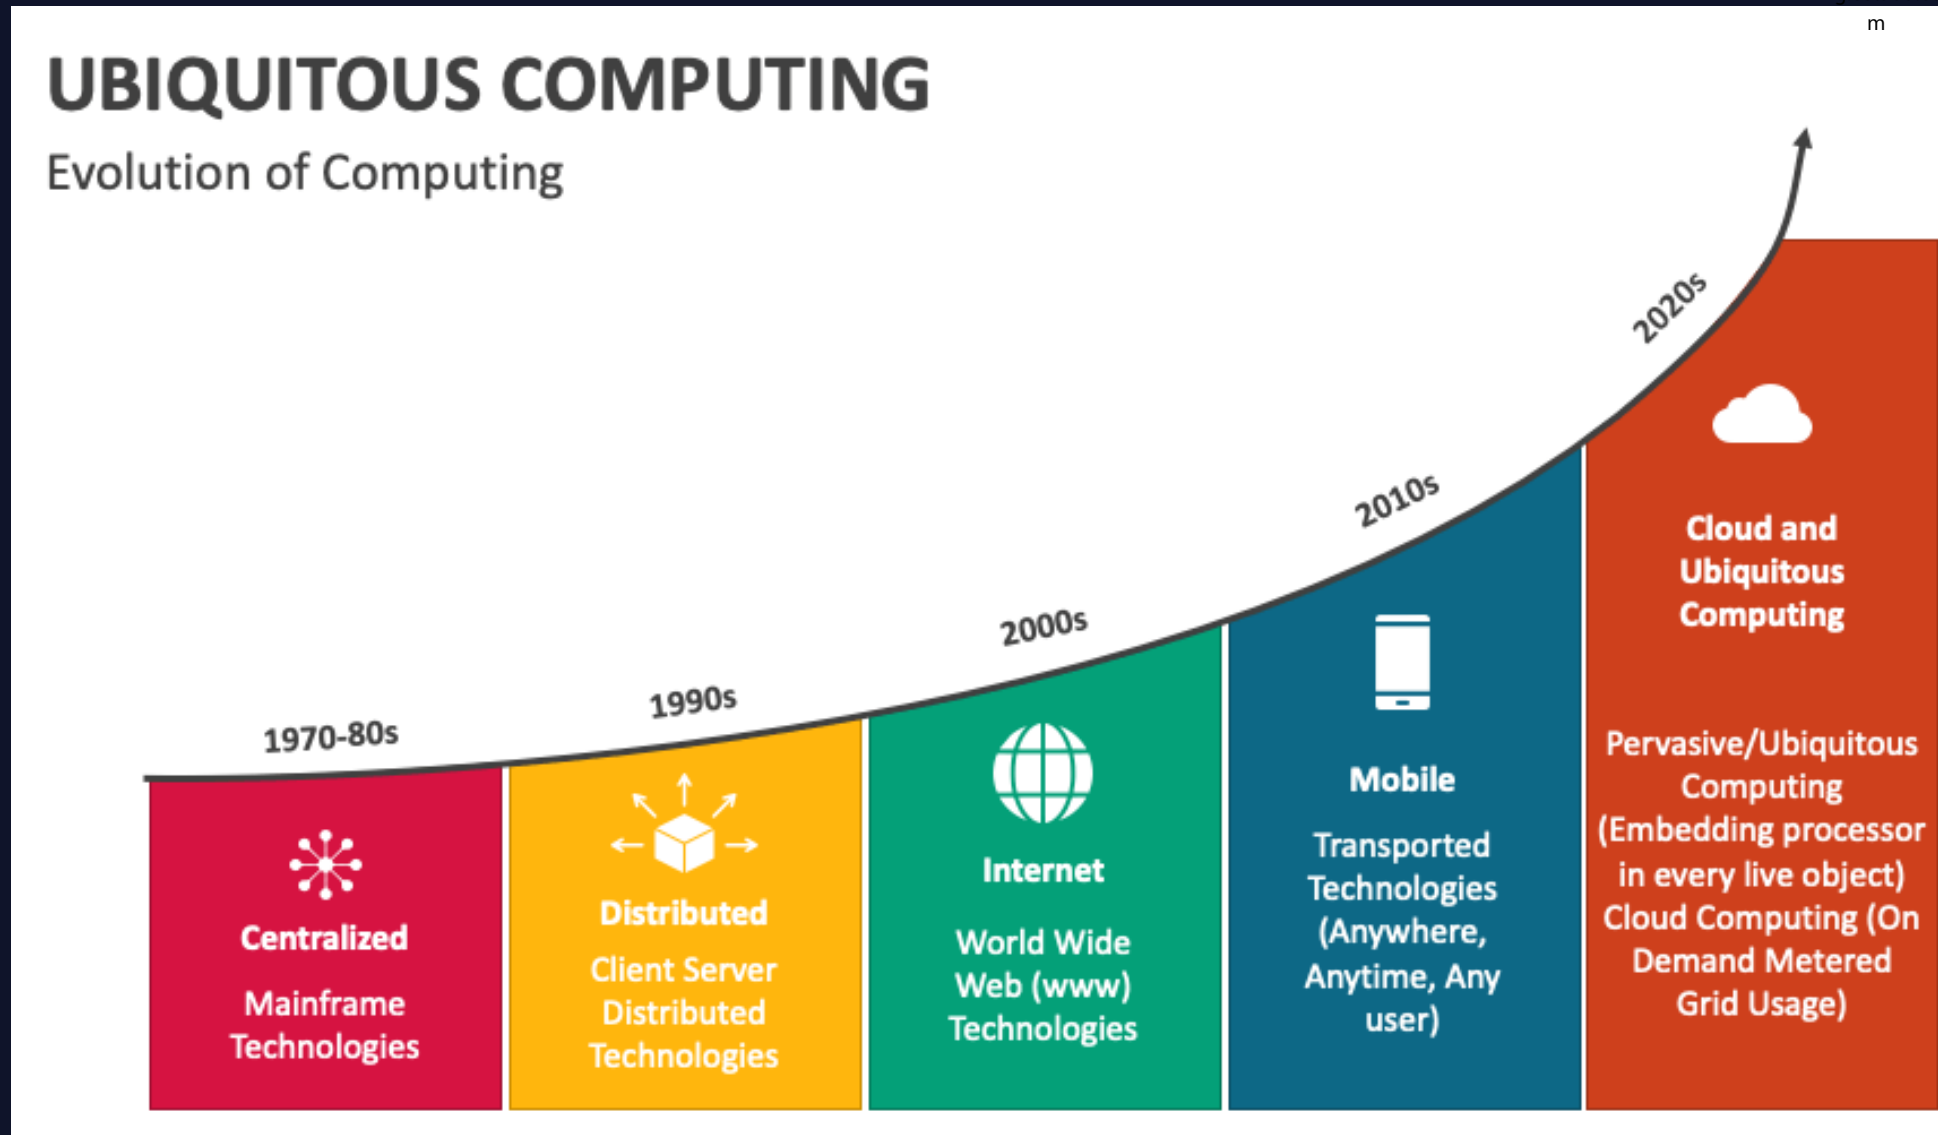 m
UBIQUITOUS COMPUTING
Evolution of Computing
1970-80s
Centralized
Mainframe
Technologies
1990s
Distributed
Client Server
Distributed
Technologies
2000s
Internet
World Wide
Web (www)
Technologies
2010s
Mobile
Transported
Technologies
(Anywhere,
Anytime, Any
user)
2020s
Cloud and
Ubiquitous
Computing
Pervasive/Ubiquitous
Computing
(Embedding processor
in every live object)
Cloud Computing (On
Demand Metered
Grid Usage)